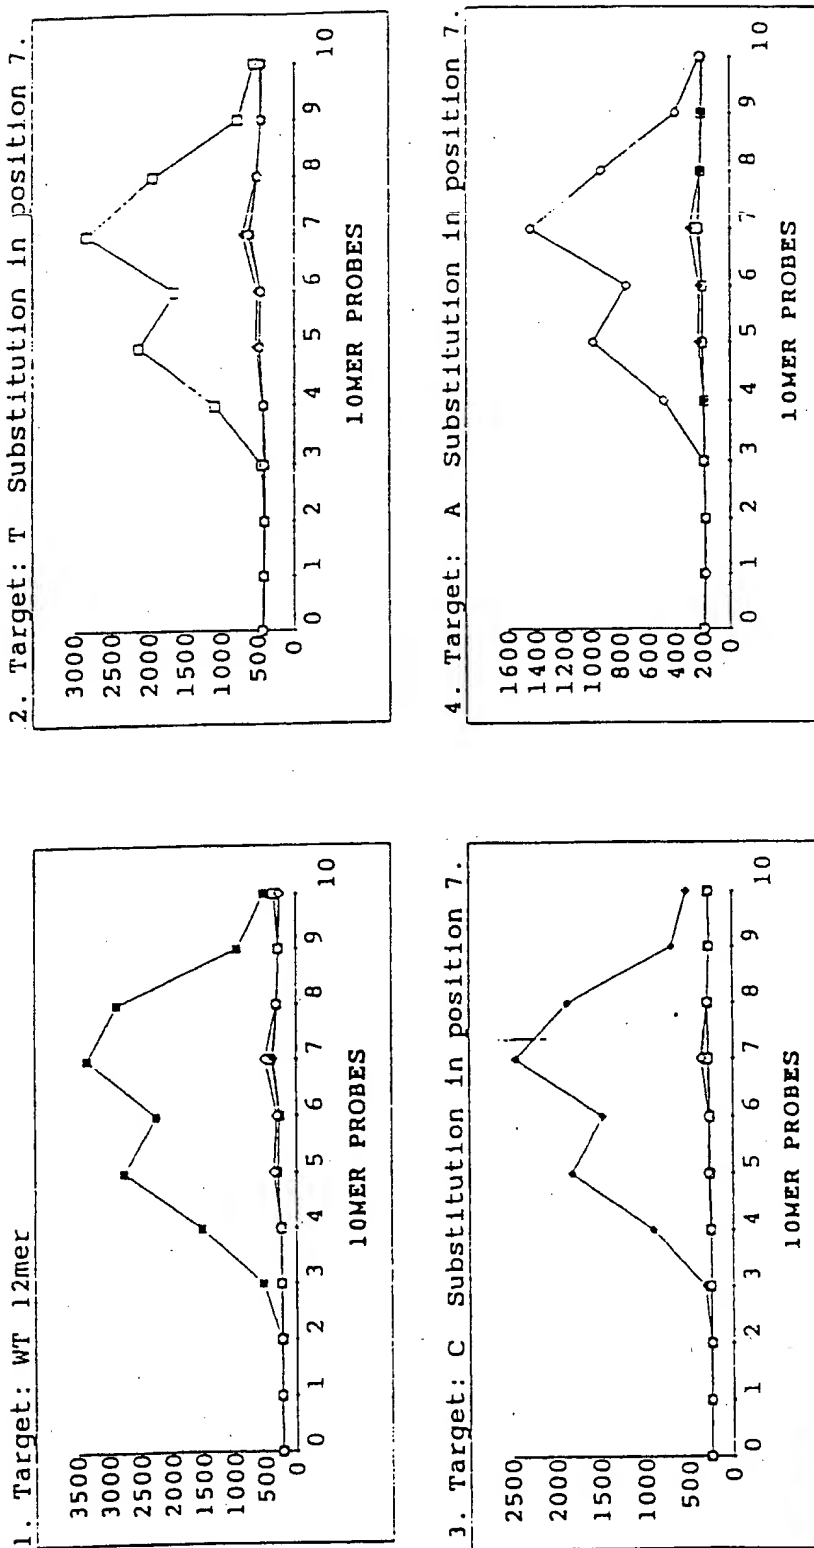 1. Target: WT 12mer
3500
3000
2500
2000
1500
1000
500
0
0 1 2 3 4 5 6 7 8 9 10
10MER PROBES
2. Target: T Substitution in position 7.
3000
2500
2000
1500
1000
500
0
0 1 2 3 4 5 6 7 8 9 10
10MER PROBES
3. Target: C Substitution in position 7.
2500
2000
1500
1000
500
0
0 1 2 3 4 5 6 7 8 9 10
10MER PROBES
4. Target: A Substitution in position 7.
1600
1400
1200
1000
800
600
400
200
0
0 1 2 3 4 5 6 7 8 9 10
10MER PROBES